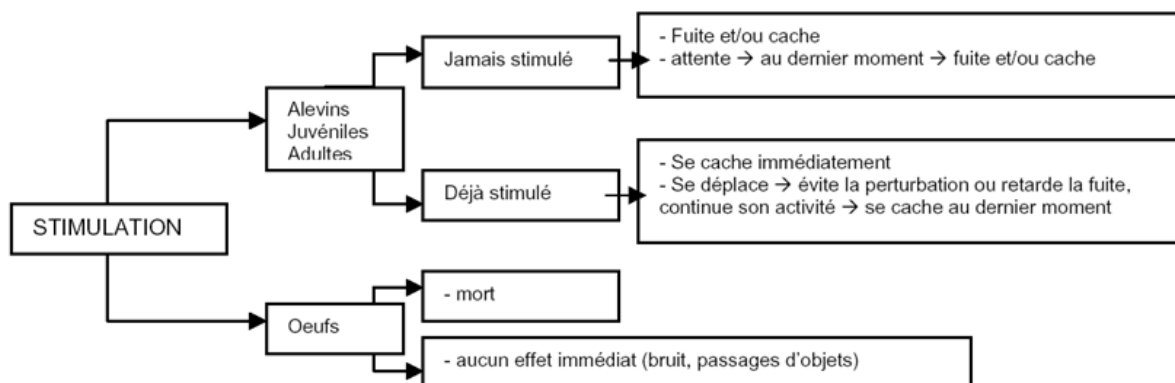 STIMULATION
Alevins
Juvéniles
Adultes
Jamais stimulé
- Fuite et/ou cache
- attente → au dernier moment → fuite et/ou cache
Déjà stimulé
- Se cache immédiatement
- Se déplace → évite la perturbation ou retarde la fuite,
continue son activité → se cache au dernier moment
Oeufs
- mort
- aucun effet immédiat (bruit, passages d'objets)